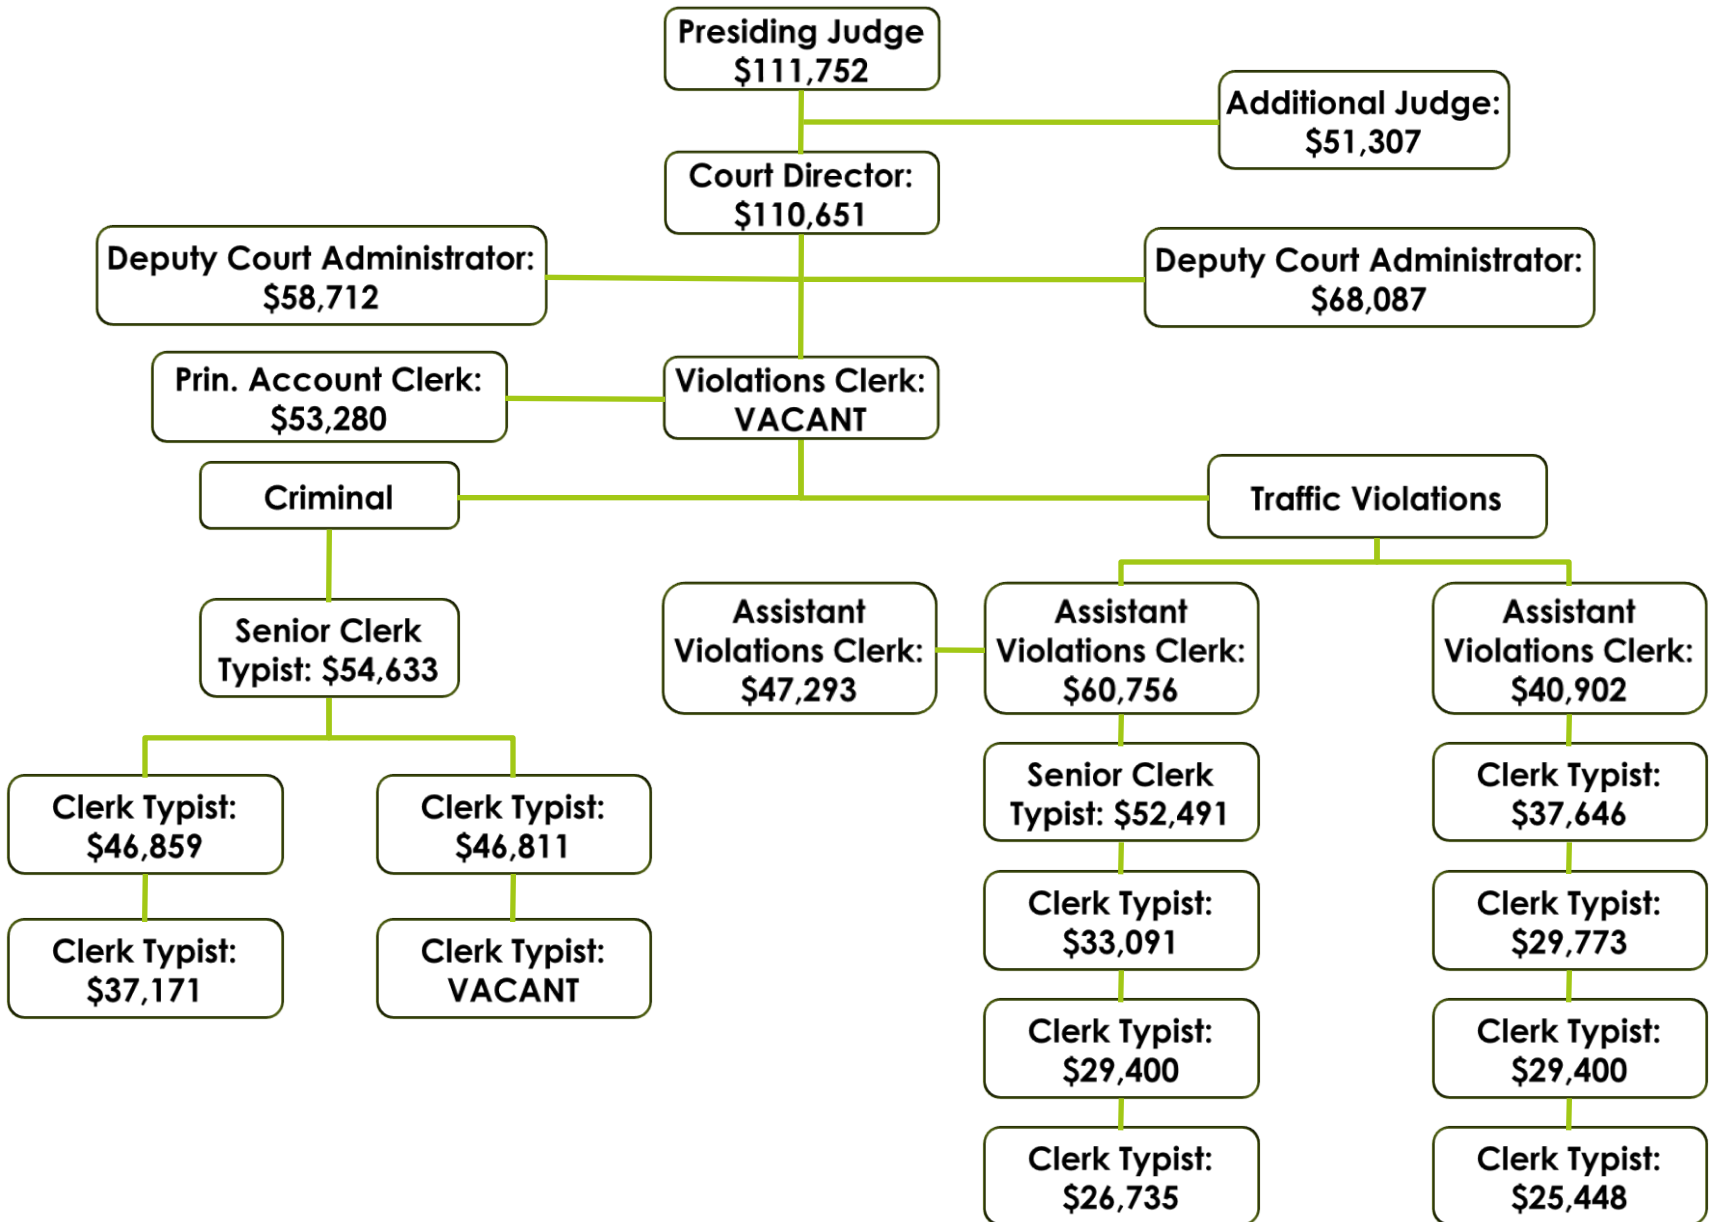 Presiding Judge
$111,752
Additional Judge:
$51,307
Court Director:
$110,651
Deputy Court Administrator:
$58,712
Deputy Court Administrator:
$68,087
Prin. Account Clerk:
$53,280
Violations Clerk:
VACANT
Criminal
Traffic Violations
Senior Clerk
Typist: $54,633
Assistant
Violations Clerk:
$47,293
Assistant
Violations Clerk:
$60,756
Assistant
Violations Clerk:
$40,902
Clerk Typist:
$46,859
Clerk Typist:
$46,811
Senior Clerk
Typist: $52,491
Clerk Typist:
$37,646
Clerk Typist:
$37,171
Clerk Typist:
VACANT
Clerk Typist:
$33,091
Clerk Typist:
$29,773
Clerk Typist:
$29,400
Clerk Typist:
$29,400
Clerk Typist:
$26,735
Clerk Typist:
$25,448